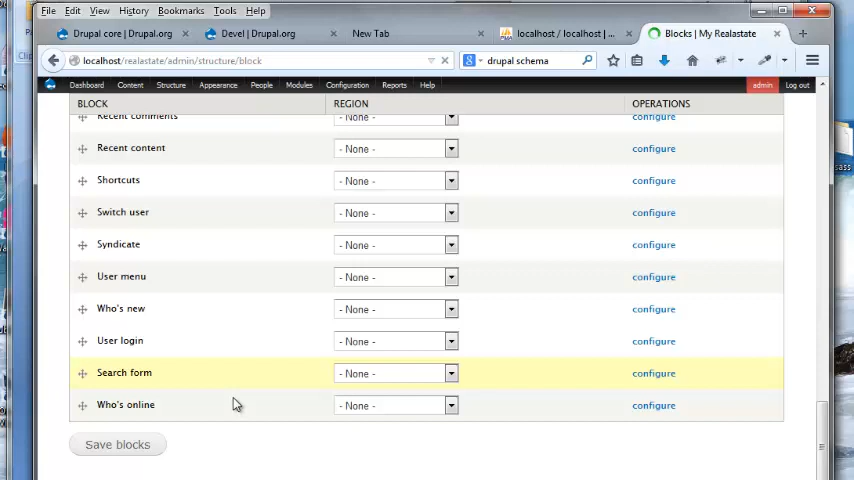 File Edit View History Bookmarks Tools Help
Drupal core | Drupal.org × Devel | Drupal.org × New Tab × localhost / localhost | ... × Blocks | My Realastate × +
localhost/realastate/admin/structure/block drupal schema
Dashboard Content Structure Appearance People Modules Configuration Reports Help admin Log out
BLOCK REGION OPERATIONS
Recent comments - None - configure
Recent content - None - configure
Shortcuts - None - configure
Switch user - None - configure
Syndicate - None - configure
User menu - None - configure
Who's new - None - configure
User login - None - configure
Search form - None - configure
Who's online - None - configure
Save blocks